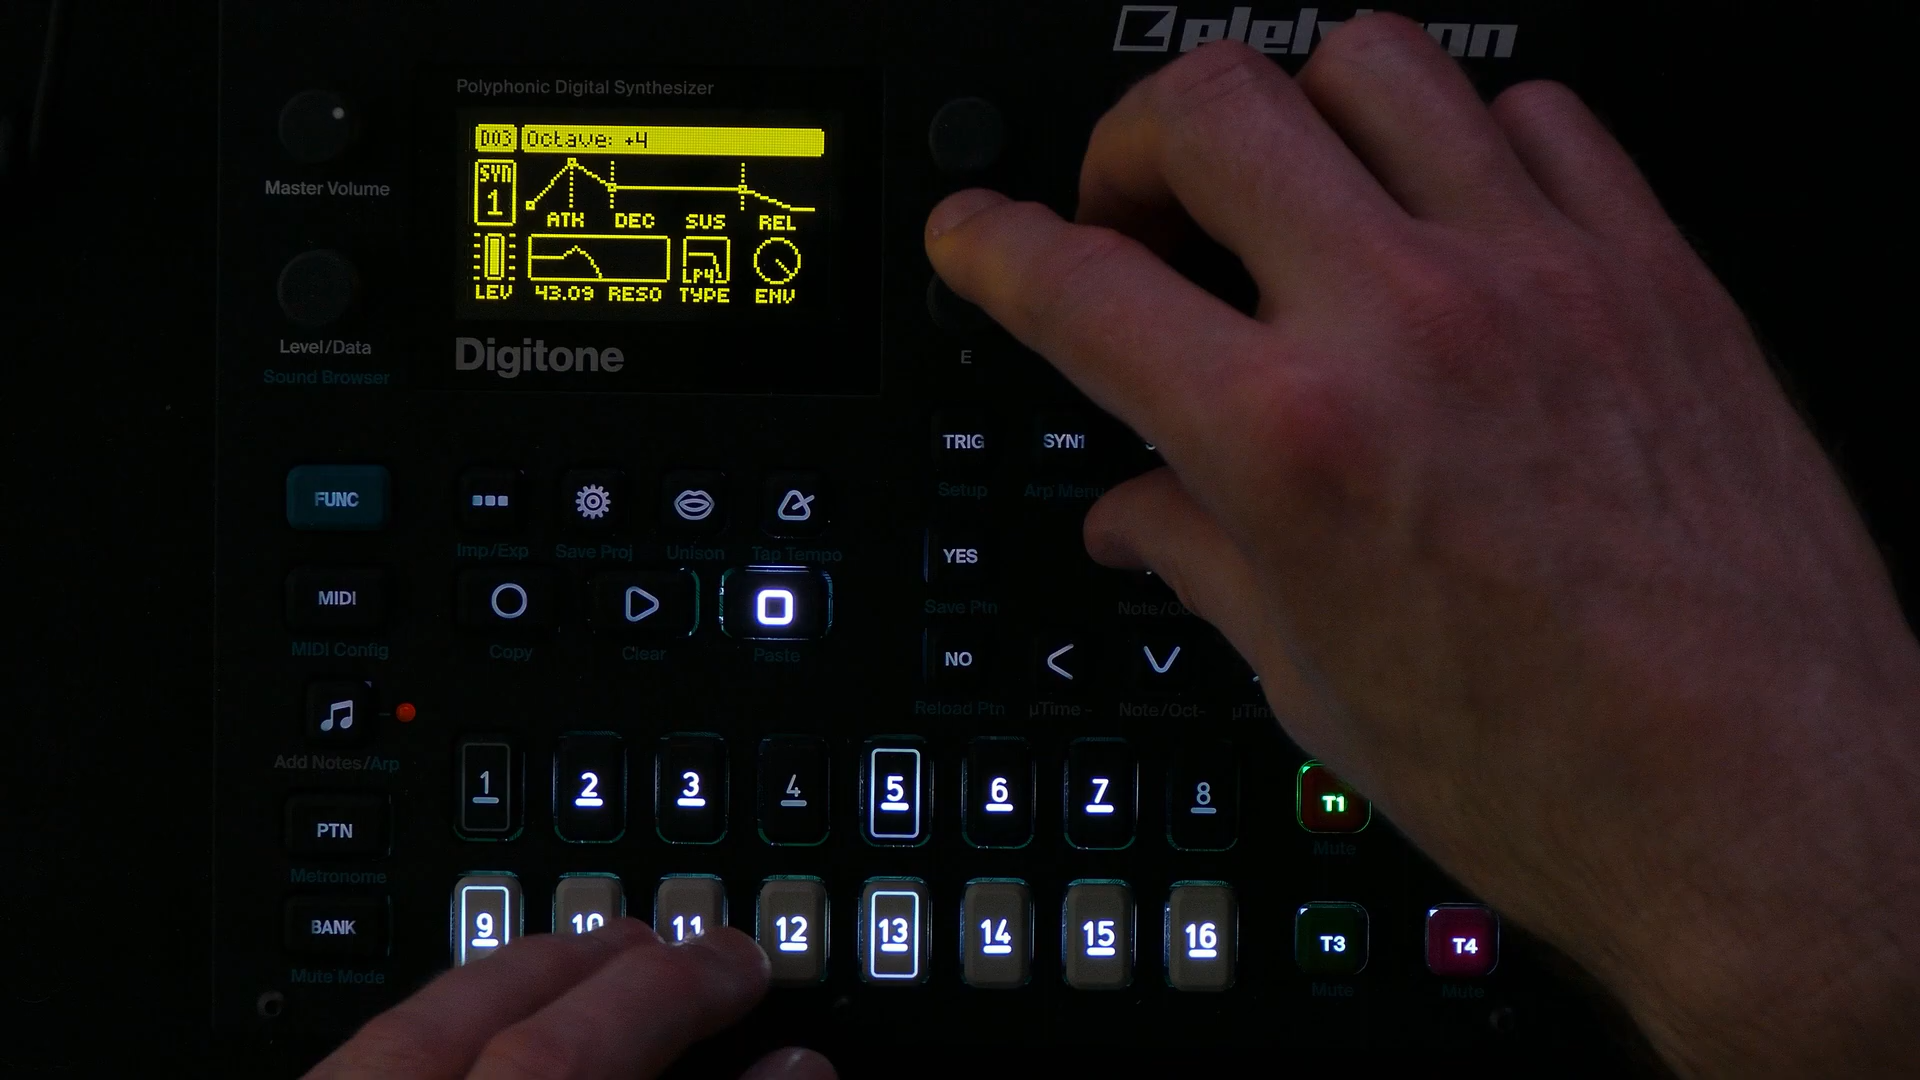 elektron
Polyphonic Digital Synthesizer
D03 Octave: +4
SYN
1
ATK DEC SUS REL
LP4
LEV 43.09 RESO TYPE ENV
Master Volume
Digitone
Level/Data
Sound Browser
E
TRIG SYN1
Setup Arp Menu
FUNC
Imp/Exp Save Proj Unison Tap Tempo
YES
MIDI
Save Ptn
MIDI Config Copy Clear Paste
NO
Reload Ptn µTime - Note/Oct-
Add Notes/Arp
1 2 3 4 5 6 7 8
T1
PTN
Mute
Metronome
BANK
9 10 11 12 13 14 15 16
T3 T4
Mute Mode
Mute Mute